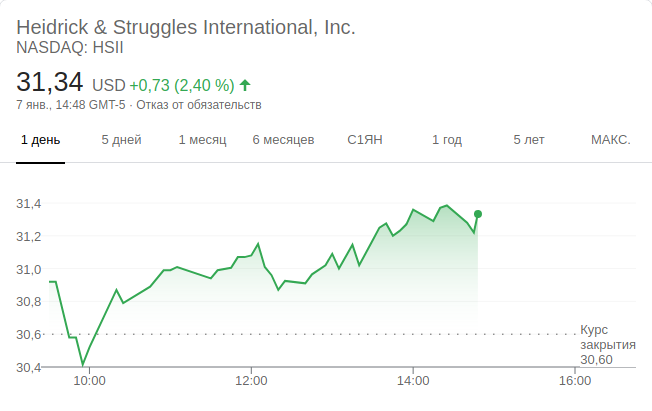 Heidrick & Struggles International, Inc.
NASDAQ: HSII
31,34 USD +0,73 (2,40 %)
7 янв., 14:48 GMT-5 · Отказ от обязательств
1 день 5 дней 1 месяц 6 месяцев С1ЯН 1 год 5 лет МАКС.
31,4
31,2
31,0
30,8
30,6
30,4
Курс
закрытия
30,60
10:00 12:00 14:00 16:00